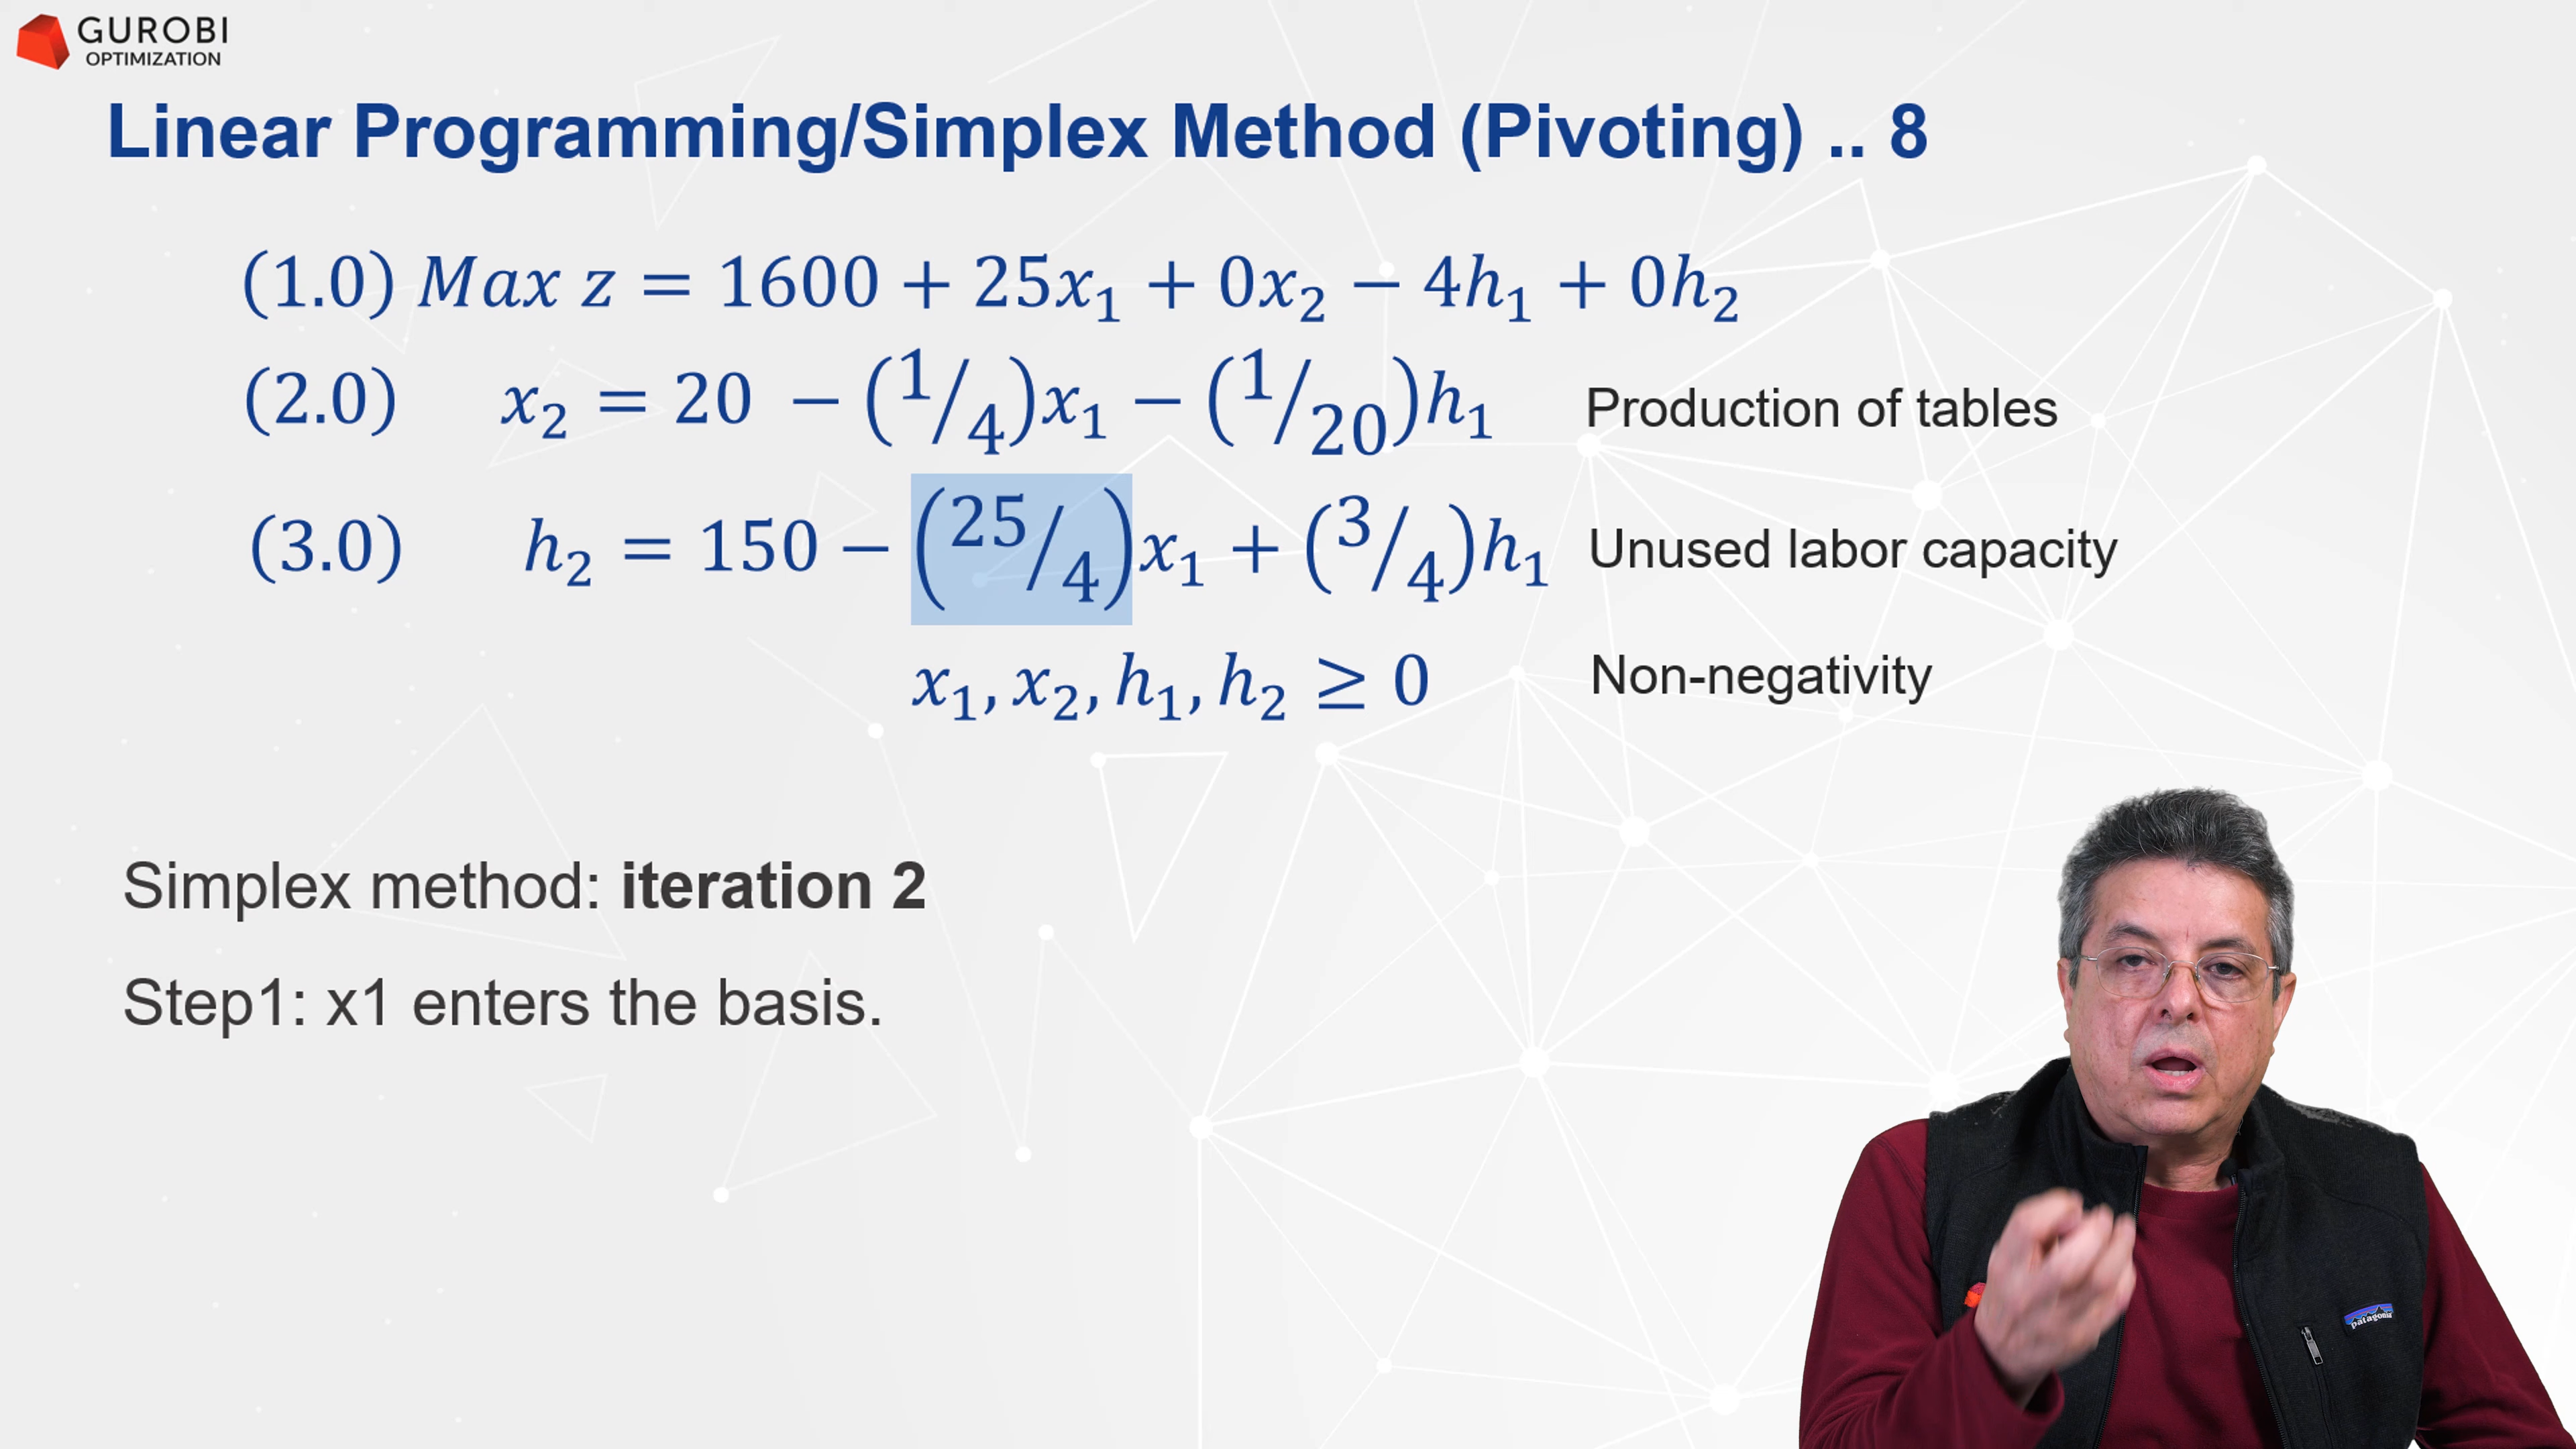 GUROBI
OPTIMIZATION
Linear Programming/Simplex Method (Pivoting) .. 8
(1.0) Max z = 1600 + 25x₁ + 0x₂ − 4h₁ + 0h₂
(2.0) x₂ = 20 − (1/4)x₁ − (1/20)h₁ Production of tables
(3.0) h₂ = 150 − (25/4)x₁ + (3/4)h₁ Unused labor capacity
x₁, x₂, h₁, h₂ ≥ 0 Non-negativity
Simplex method: iteration 2
Step1: x1 enters the basis.
patagonia